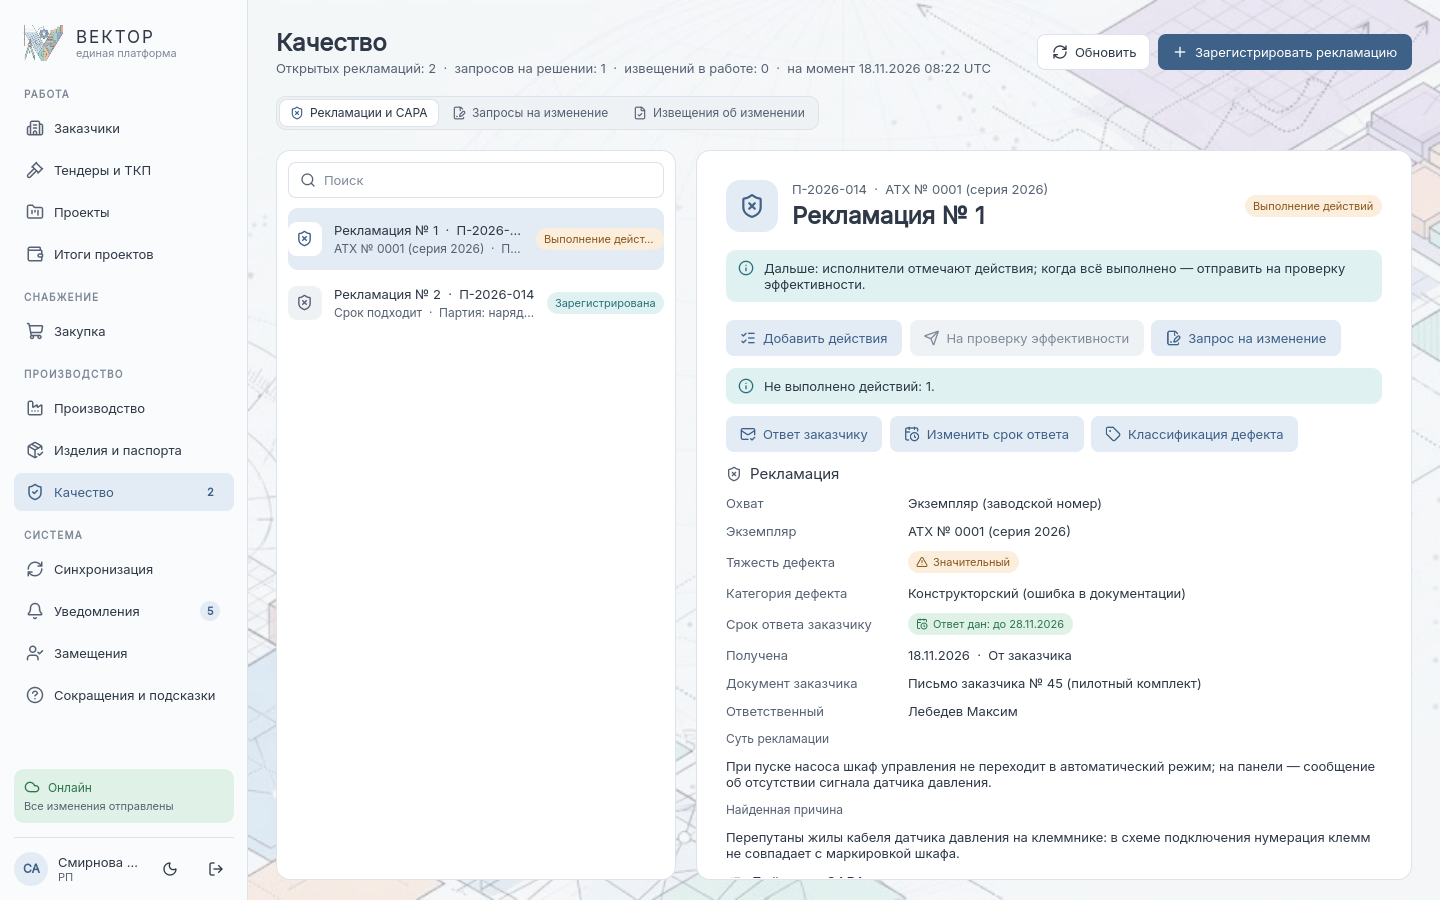 ВЕКТОР
единая платформа
РАБОТА
Заказчики
Тендеры и ТКП
Проекты
Итоги проектов
СНАБЖЕНИЕ
Закупка
ПРОИЗВОДСТВО
Производство
Изделия и паспорта
Качество 2
СИСТЕМА
Синхронизация
Уведомления 5
Замещения
Сокращения и подсказки
Онлайн
Все изменения отправлены
СА
Смирнова ...
РП
Качество
Открытых рекламаций: 2 · запросов на решении: 1 · извещений в работе: 0 · на момент 18.11.2026 08:22 UTC
Обновить
Зарегистрировать рекламацию
Рекламации и CAPA
Запросы на изменение
Извещения об изменении
Поиск
Рекламация № 1 · П-2026-...
АТХ № 0001 (серия 2026) · П...
Выполнение дейст...
Рекламация № 2 · П-2026-014
Срок подходит · Партия: наряд...
Зарегистрирована
П-2026-014 · АТХ № 0001 (серия 2026)
Рекламация № 1
Выполнение действий
Дальше: исполнители отмечают действия; когда всё выполнено — отправить на проверку
эффективности.
Добавить действия
На проверку эффективности
Запрос на изменение
Не выполнено действий: 1.
Ответ заказчику
Изменить срок ответа
Классификация дефекта
Рекламация
Охват Экземпляр (заводской номер)
Экземпляр АТХ № 0001 (серия 2026)
Тяжесть дефекта Значительный
Категория дефекта Конструкторский (ошибка в документации)
Срок ответа заказчику Ответ дан: до 28.11.2026
Получена 18.11.2026 · От заказчика
Документ заказчика Письмо заказчика № 45 (пилотный комплект)
Ответственный Лебедев Максим
Суть рекламации
При пуске насоса шкаф управления не переходит в автоматический режим; на панели — сообщение
об отсутствии сигнала датчика давления.
Найденная причина
Перепутаны жилы кабеля датчика давления на клеммнике: в схеме подключения нумерация клемм
не совпадает с маркировкой шкафа.